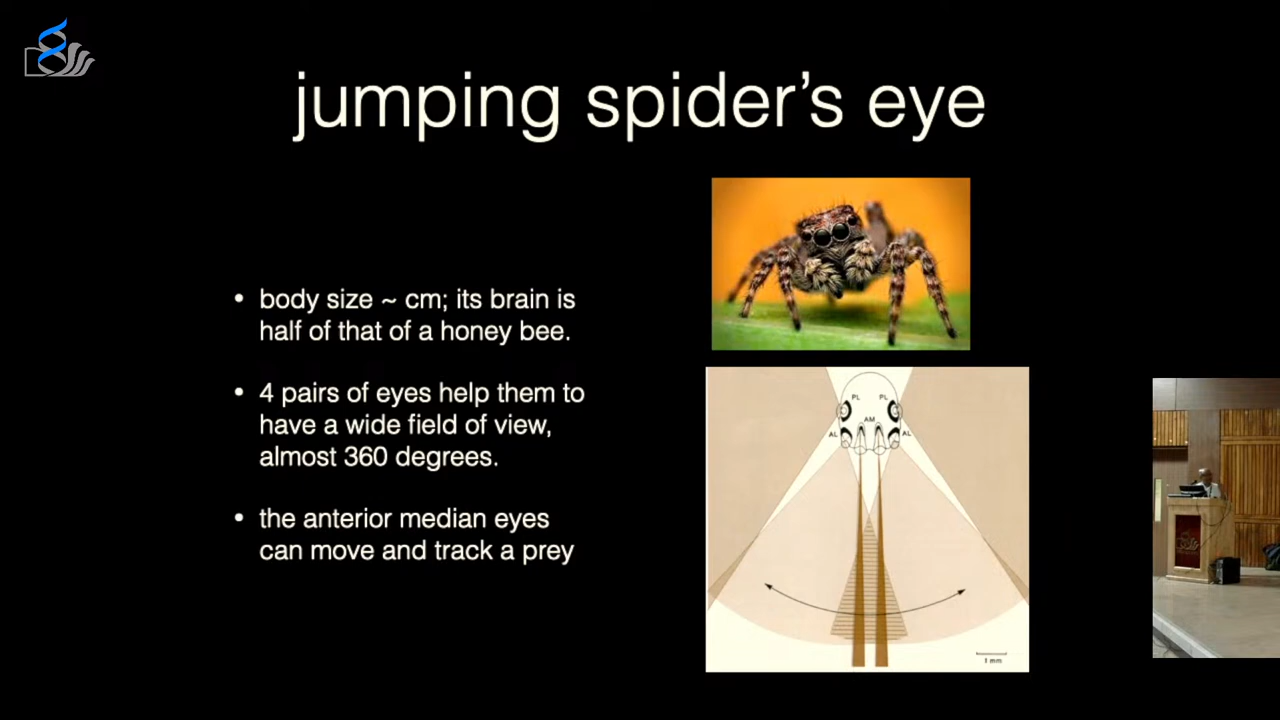 jumping spider's eye
• body size ~ cm; its brain is
half of that of a honey bee.
• 4 pairs of eyes help them to
have a wide field of view,
almost 360 degrees.
• the anterior median eyes
can move and track a prey
PL PL
AM
AL AL
1 mm